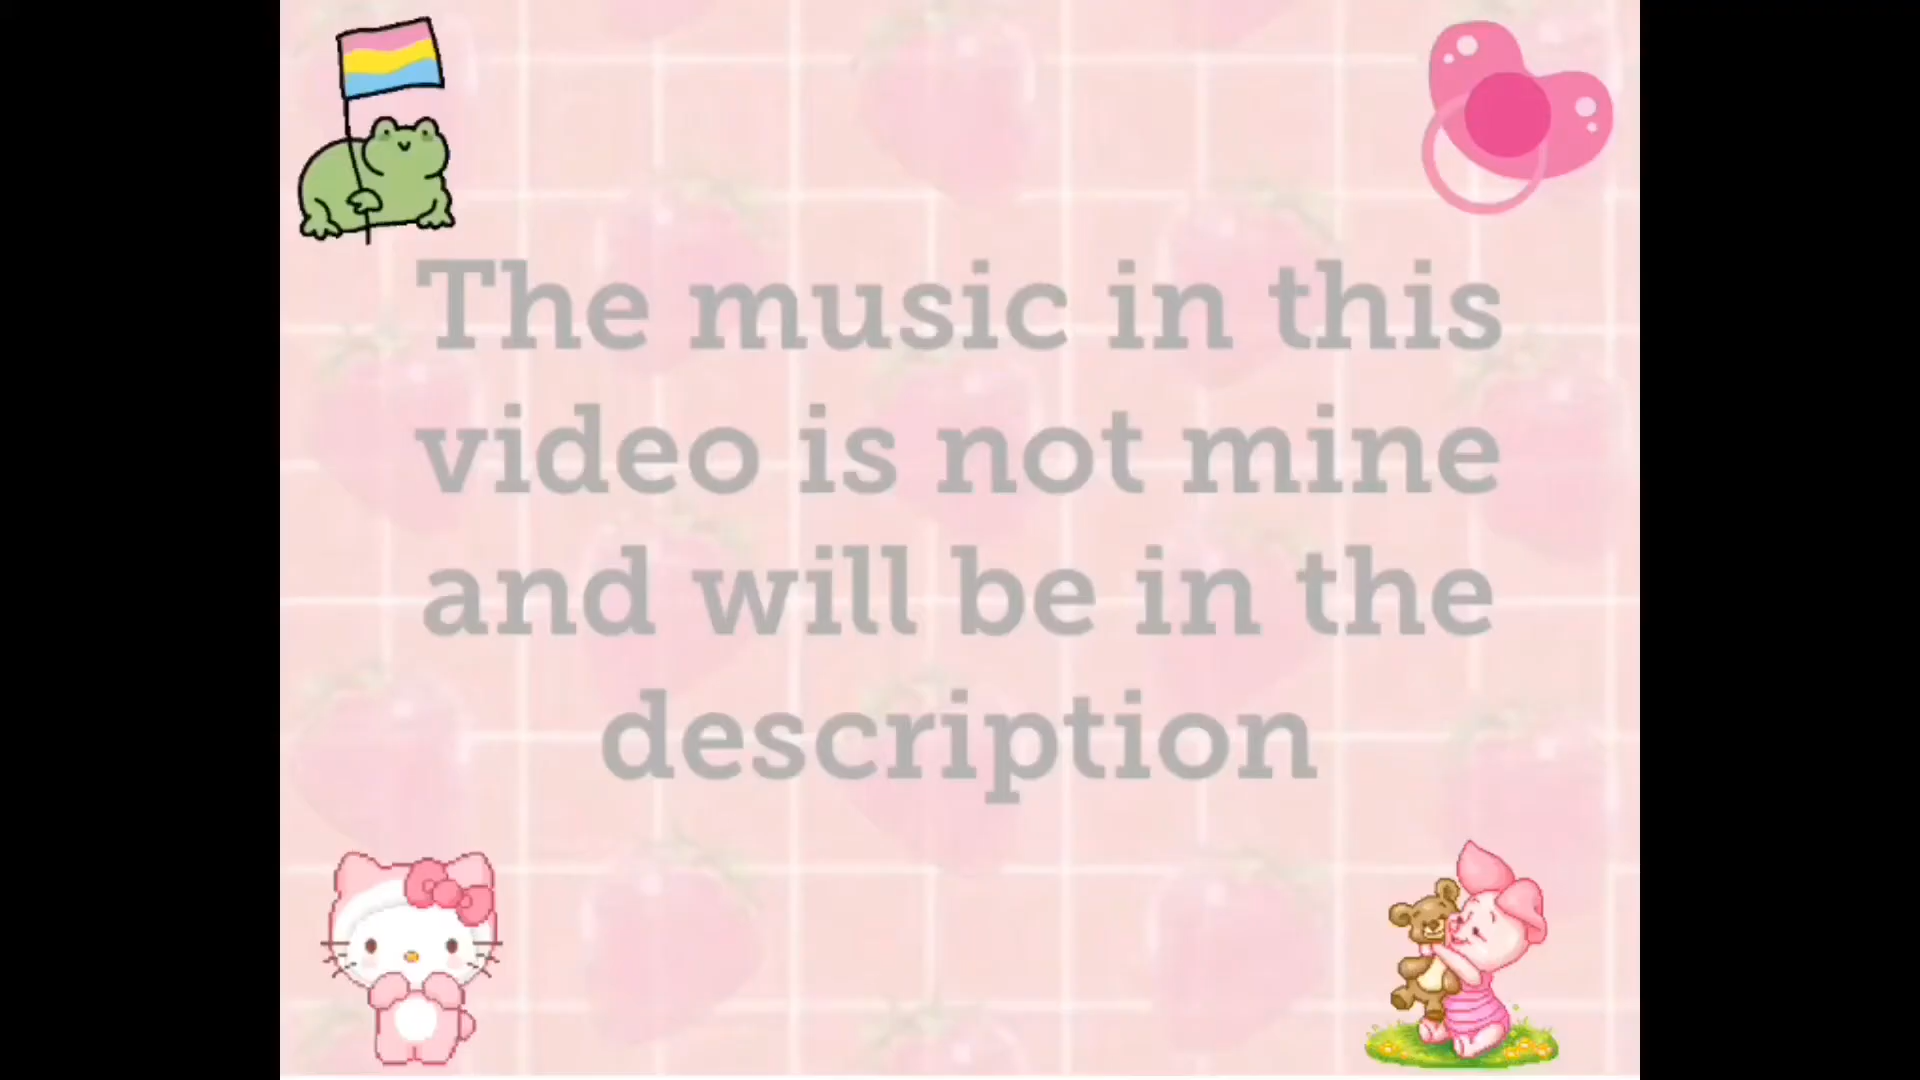 The music in this
video is not mine
and will be in the
description